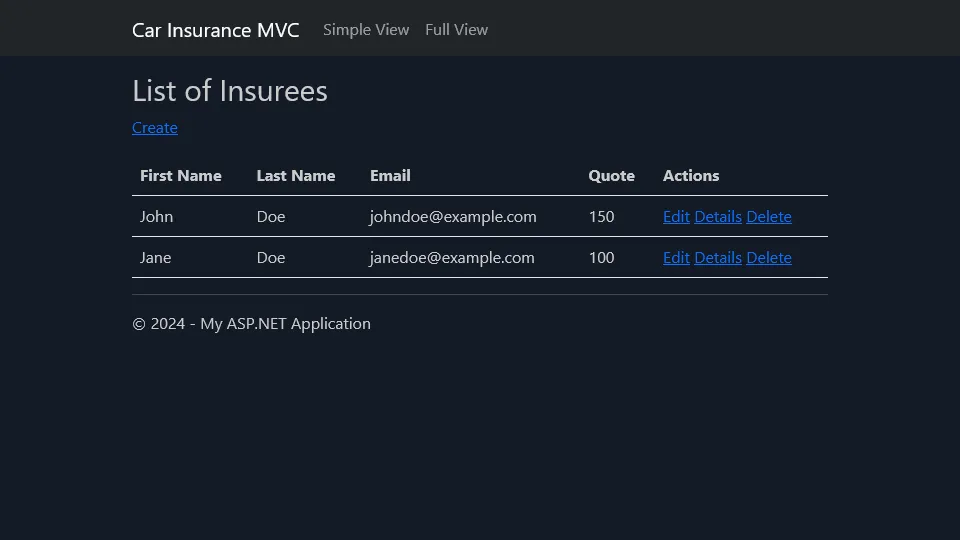 Car Insurance MVC Simple View Full View
List of Insurees
Create
First Name Last Name Email Quote Actions
John Doe johndoe@example.com 150 Edit Details Delete
Jane Doe janedoe@example.com 100 Edit Details Delete
© 2024 - My ASP.NET Application